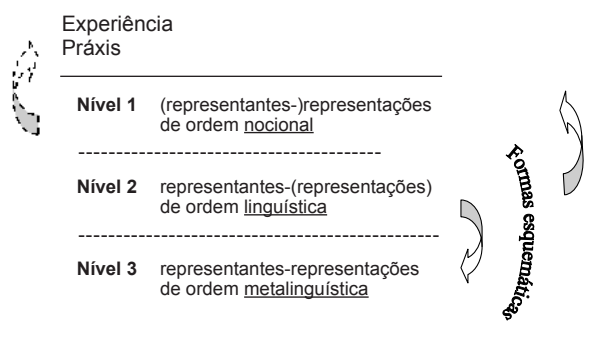 Experiência
Práxis
Nível 1 (representantes-)representações
de ordem nocional
Nível 2 representantes-(representações)
de ordem linguística
Nível 3 representantes-representações
de ordem metalinguística
Formas esquemáticas